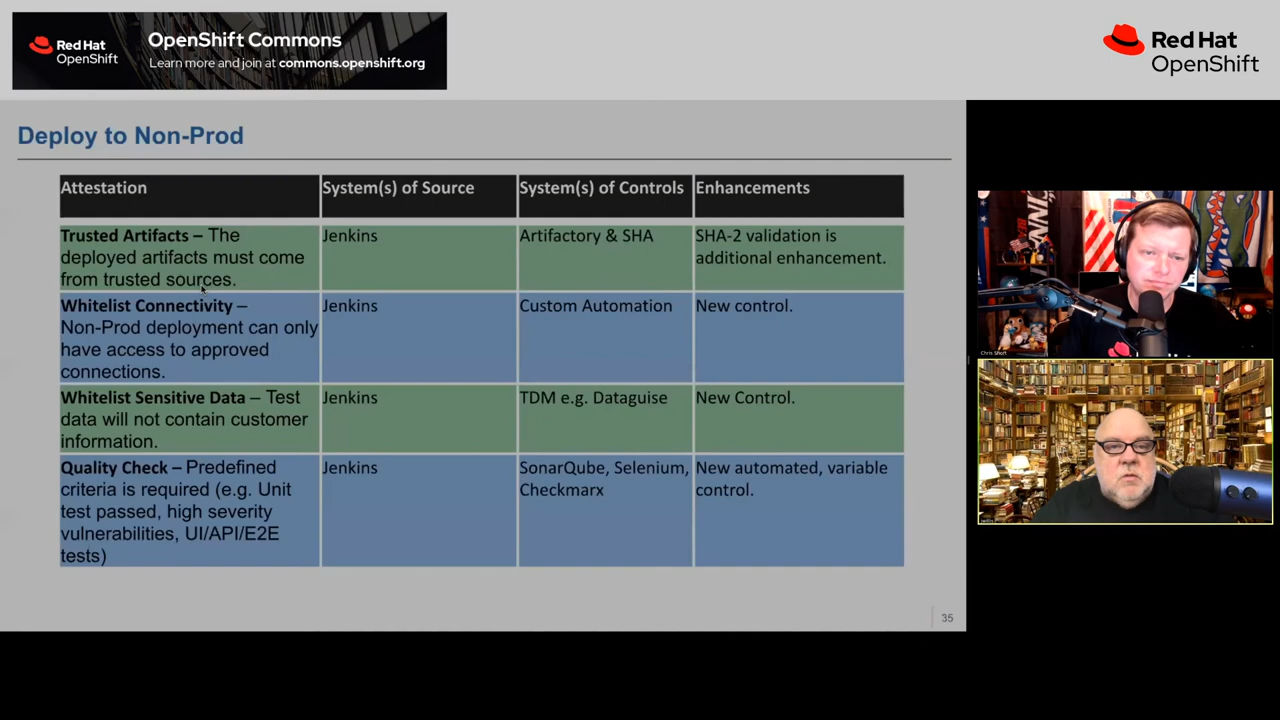 Red Hat
OpenShift
OpenShift Commons
Learn more and join at commons.openshift.org
Red Hat
OpenShift
Deploy to Non-Prod
Attestation
System(s) of Source
System(s) of Controls
Enhancements
Trusted Artifacts – The
deployed artifacts must come
from trusted sources.
Jenkins
Artifactory & SHA
SHA-2 validation is
additional enhancement.
Whitelist Connectivity –
Non-Prod deployment can only
have access to approved
connections.
Jenkins
Custom Automation
New control.
Whitelist Sensitive Data – Test
data will not contain customer
information.
Jenkins
TDM e.g. Dataguise
New Control.
Quality Check – Predefined
criteria is required (e.g. Unit
test passed, high severity
vulnerabilities, UI/API/E2E
tests)
Jenkins
SonarQube, Selenium,
Checkmarx
New automated, variable
control.
35
Chris Short